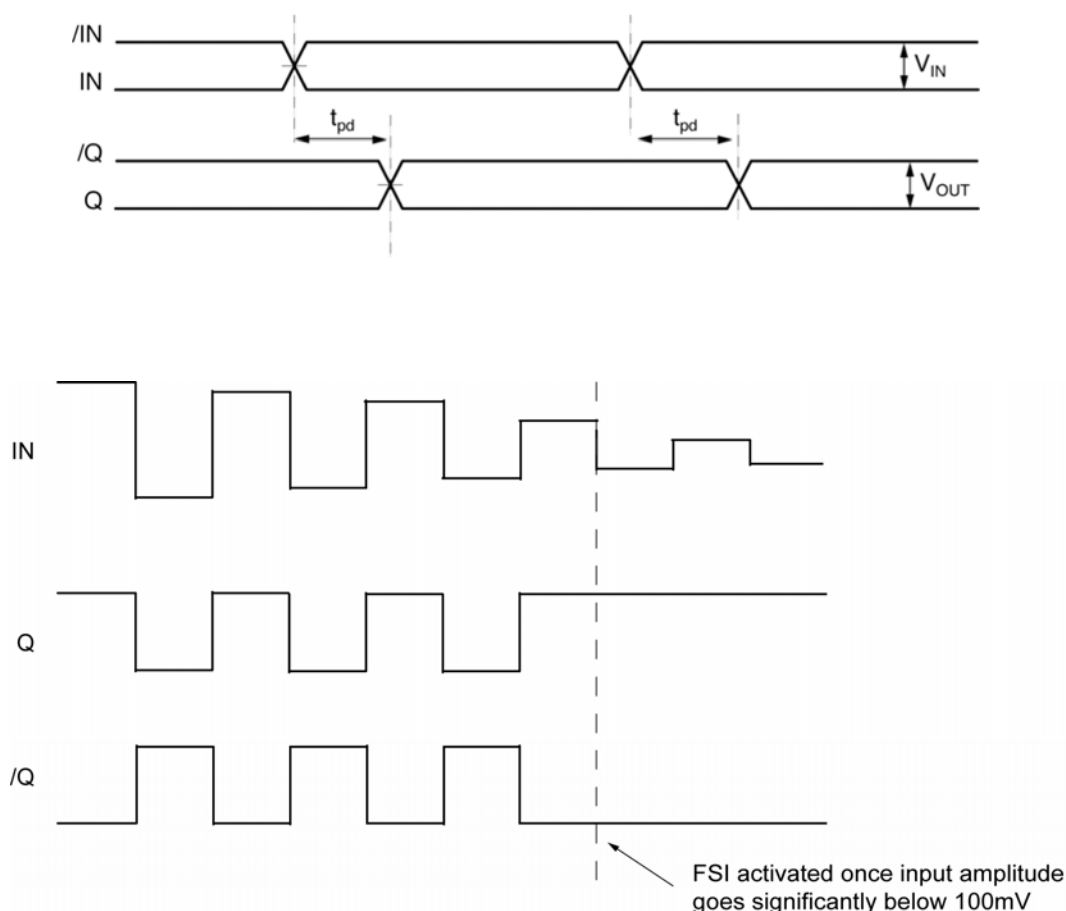 /IN
IN
V_IN
t_pd
t_pd
/Q
Q
V_OUT
IN
Q
/Q
FSI activated once input amplitude
goes significantly below 100mV